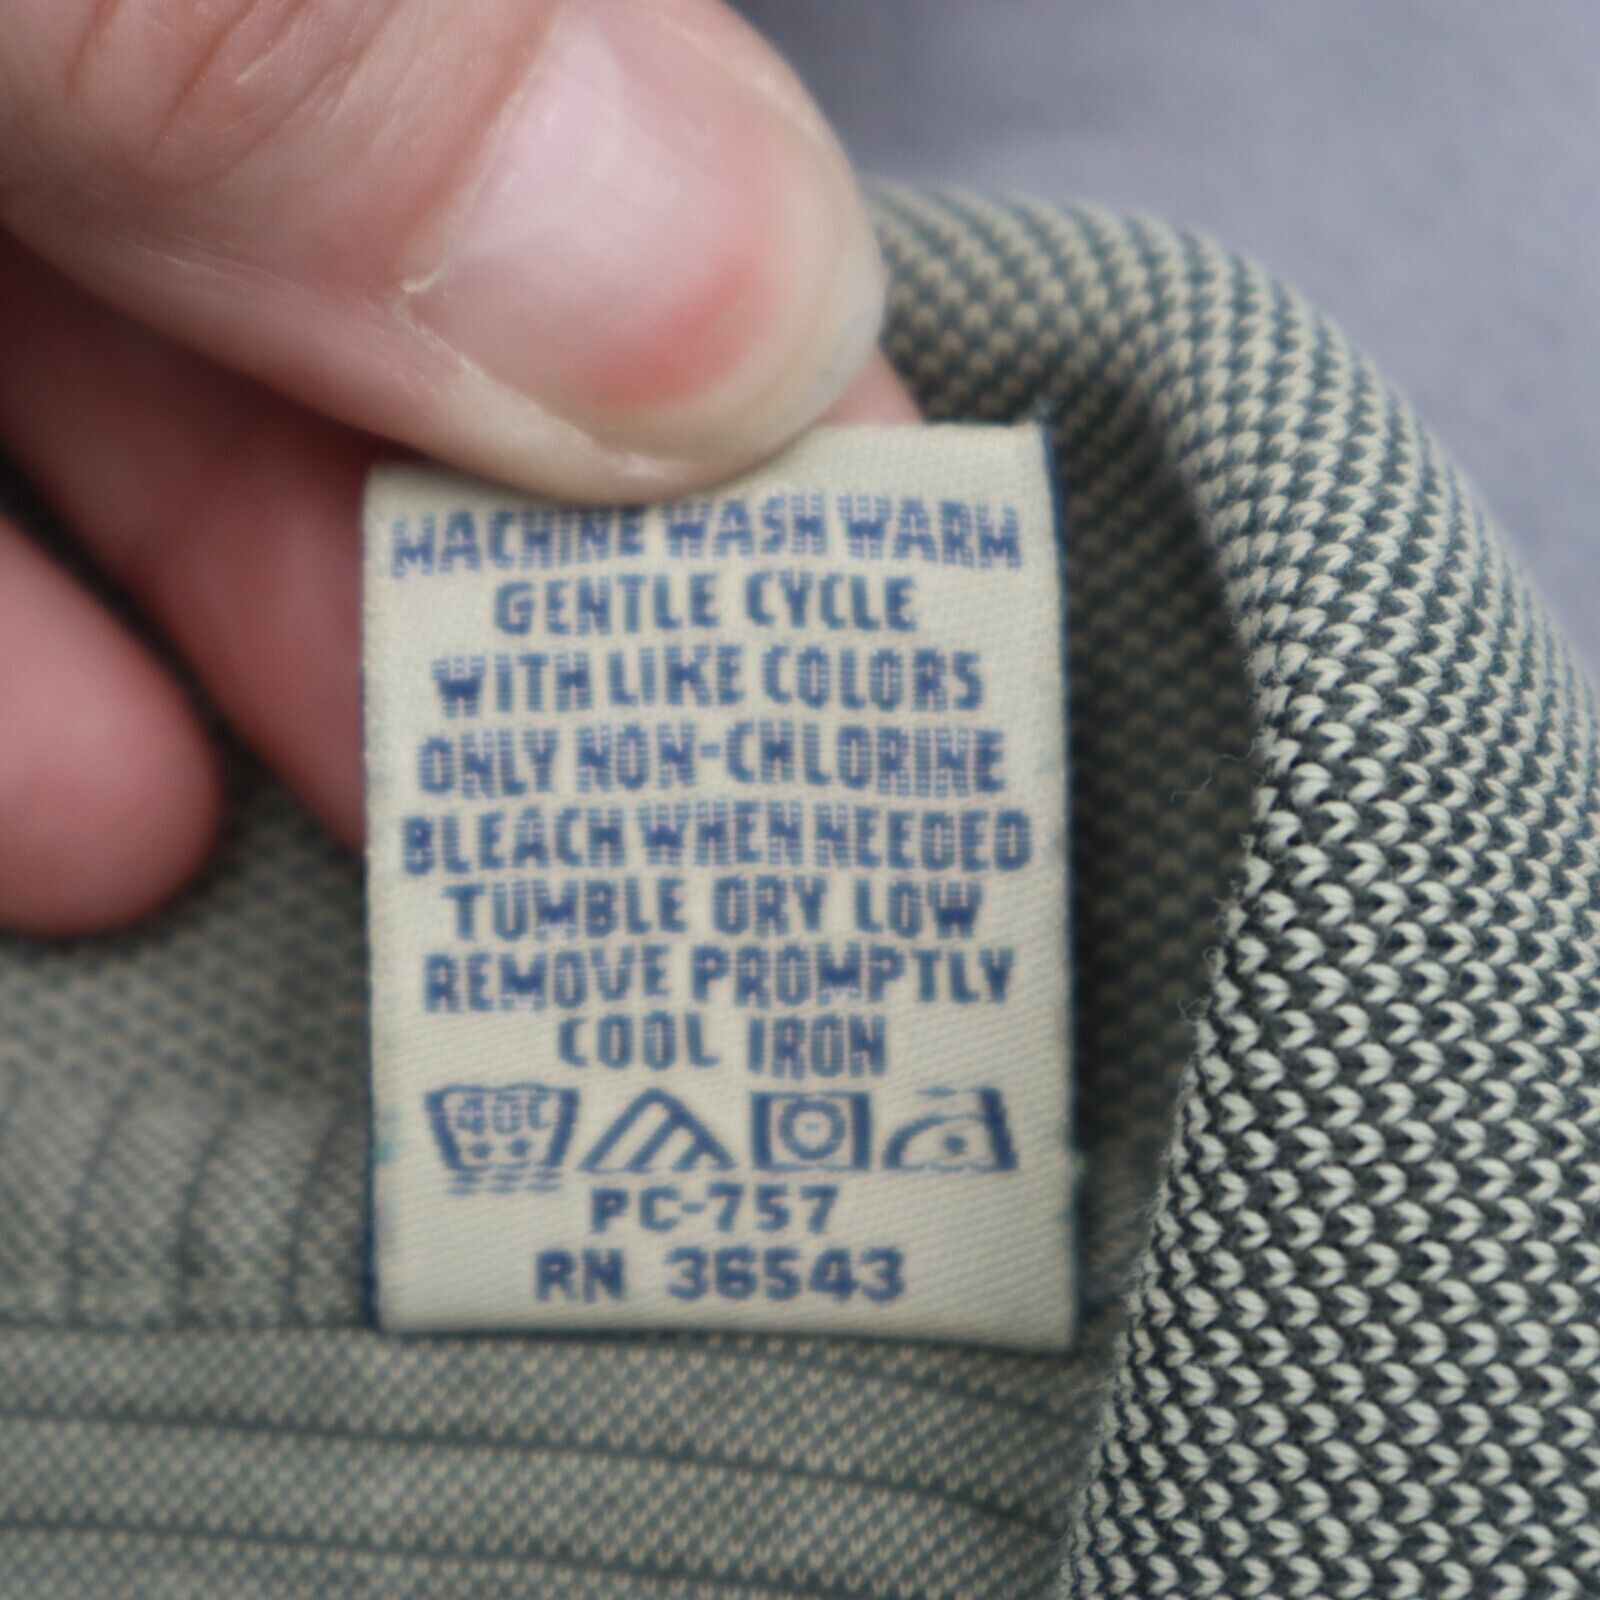 MACHINE WASH WARM
GENTLE CYCLE
WITH LIKE COLORS
ONLY NON-CHLORINE
BLEACH WHEN NEEDED
TUMBLE DRY LOW
REMOVE PROMPTLY
COOL IRON
40C
PC-757
RN 36543